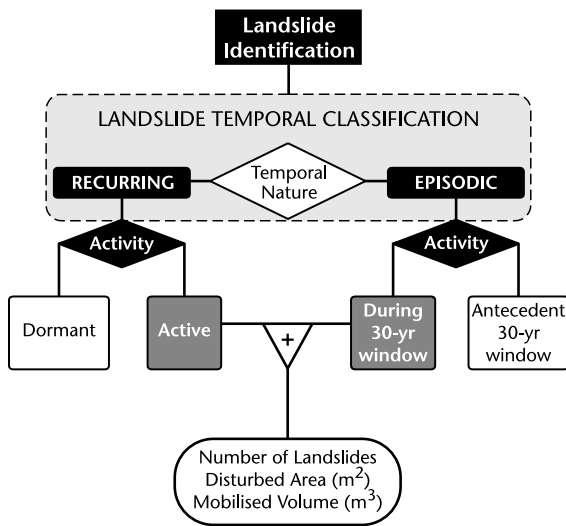 Landslide
Identification
LANDSLIDE TEMPORAL CLASSIFICATION
RECURRING
Temporal
Nature
EPISODIC
Activity
Activity
Dormant
Active
+
During
30-yr
window
Antecedent
30-yr
window
Number of Landslides
Disturbed Area (m²)
Mobilised Volume (m³)